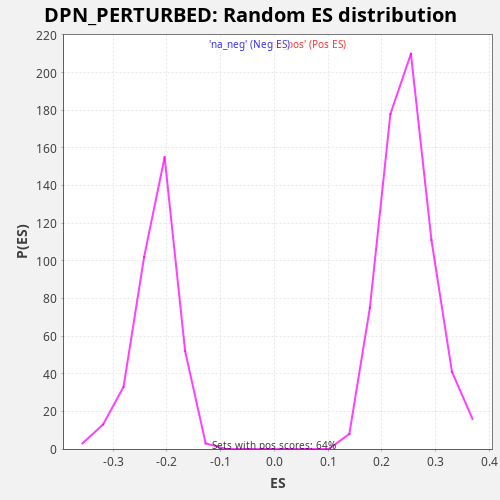 DPN_PERTURBED: Random ES distribution
'na_neg' (Neg ES) (Pos ES)
220
200
180
160
140
120
100
80
60
40
20
0
P(ES)
Sets with pos scores: 64%
-0.3 -0.2 -0.1 0.0 0.1 0.2 0.3 0.4
ES